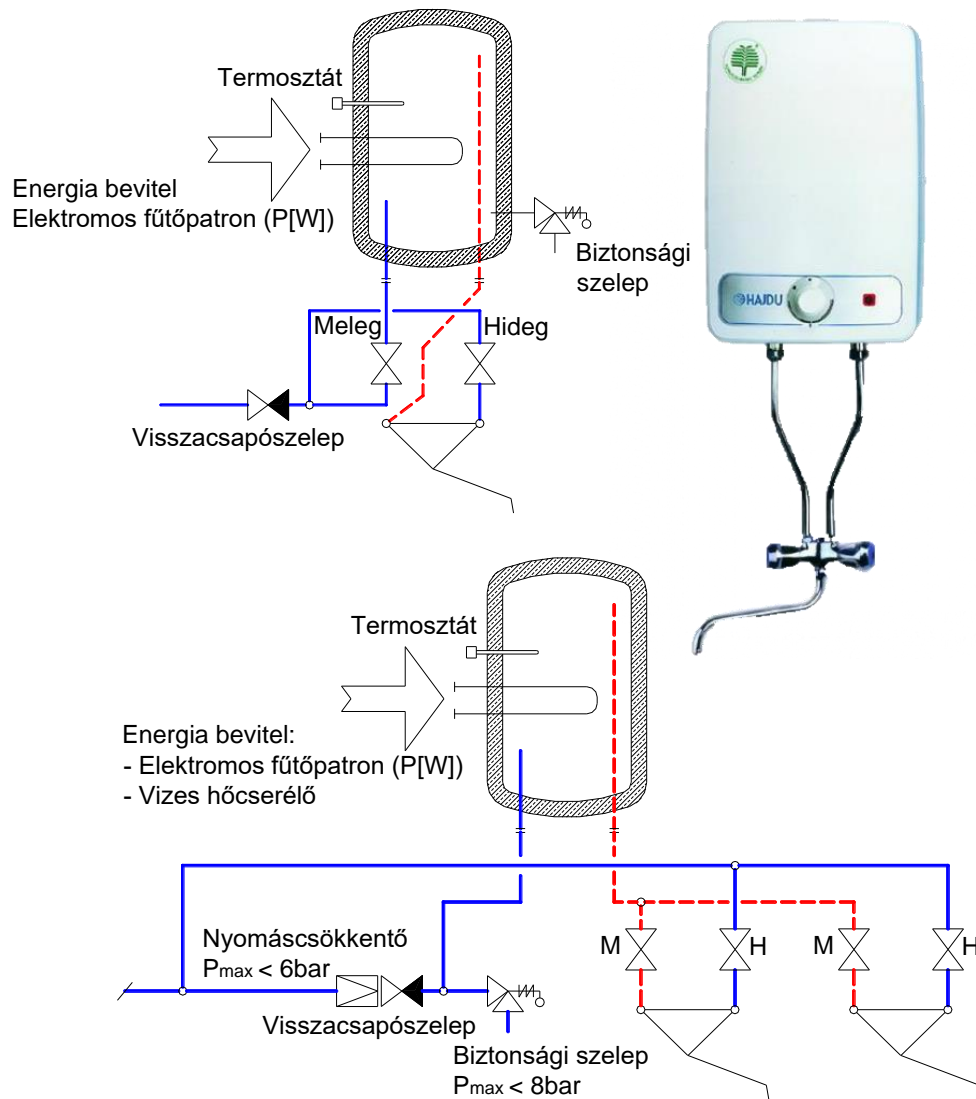 Termosztát
Energia bevitel
Elektromos fűtőpatron (P[W])
Biztonsági
szelep
Meleg
Hideg
Visszacsapószelep
HAJDU
Termosztát
Energia bevitel:
- Elektromos fűtőpatron (P[W])
- Vizes hőcserélő
Nyomáscsökkentő
Pmax < 6bar
M
H
M
H
Visszacsapószelep
Biztonsági szelep
Pmax < 8bar